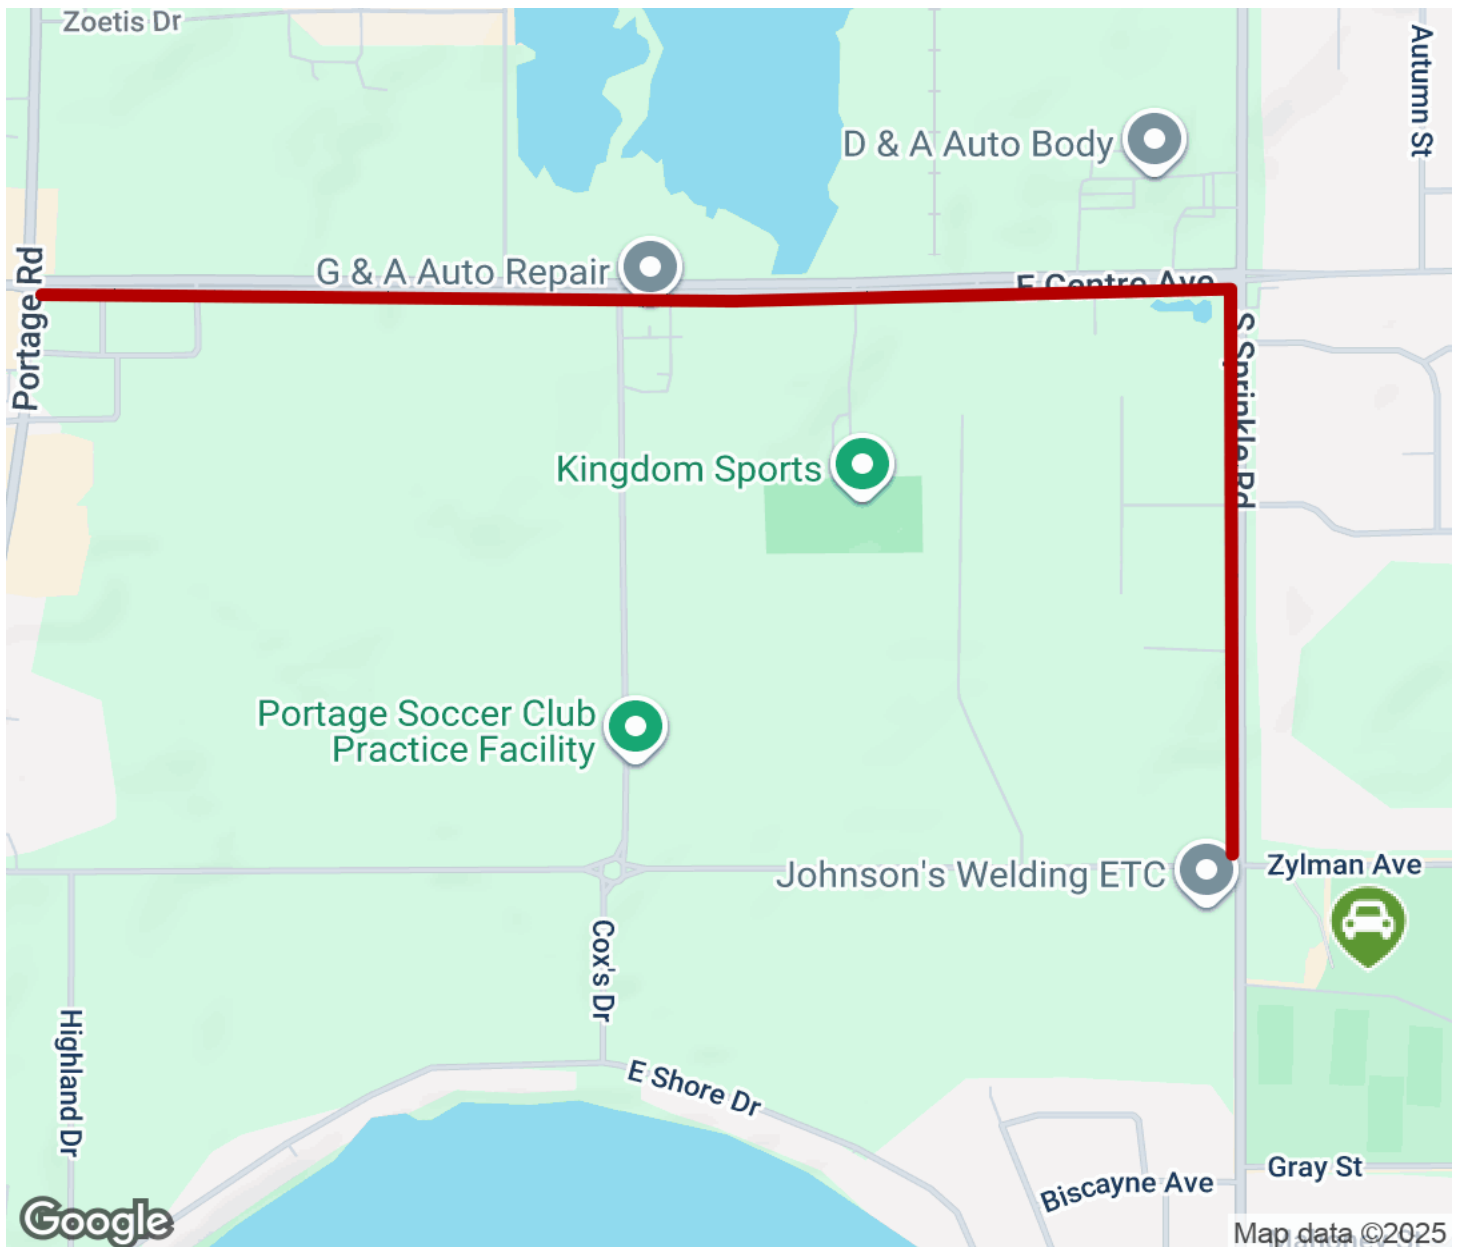 Zoetis Dr
Autumn St
D & A Auto Body
Portage Rd
G & A Auto Repair
E Centre Ave
S Sprinkle Rd
Kingdom Sports
Portage Soccer Club
Practice Facility
Johnson's Welding ETC
Zylman Ave
Cox's Dr
Highland Dr
E Shore Dr
Gray St
Biscayne Ave
Google
Map data ©2025